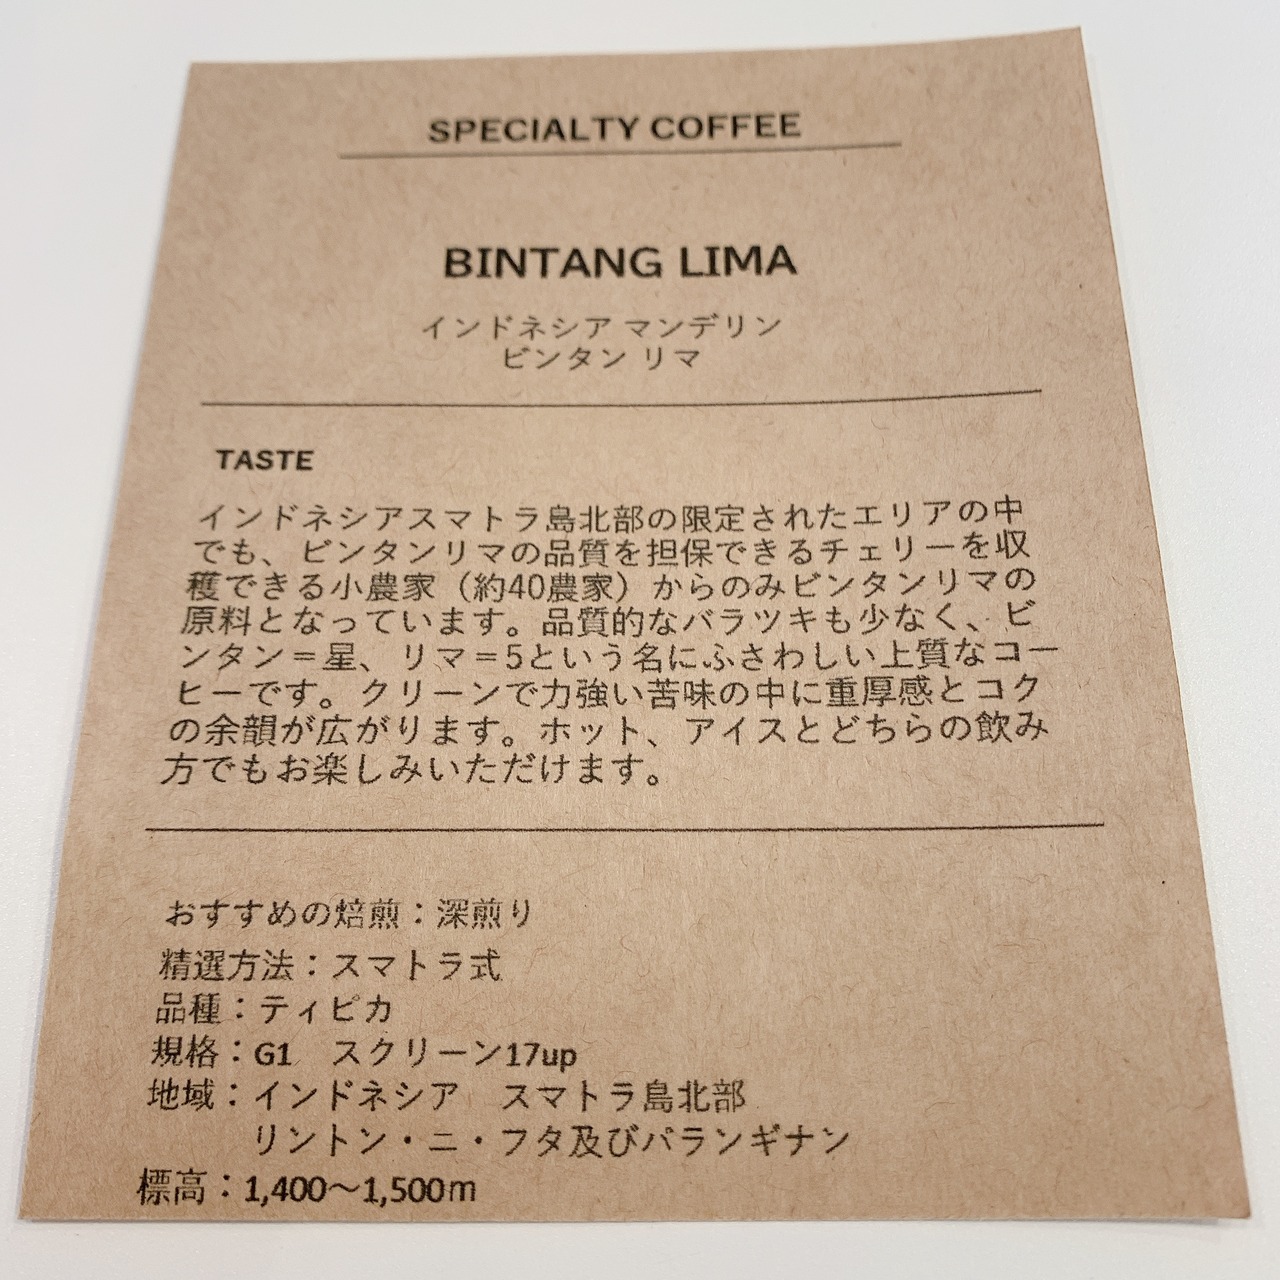 SPECIALTY COFFEE
BINTANG LIMA
インドネシア マンデリン
ビンタン リマ
TASTE
インドネシアスマトラ島北部の限定されたエリアの中
でも、ビンタンリマの品質を担保できるチェリーを収
穫できる小農家（約40農家）からのみビンタンリマの
原料となっています。品質的なバラツキも少なく、ビ
ンタン＝星、リマ＝5という名にふさわしい上質なコー
ヒーです。クリーンで力強い苦味の中に重厚感とコク
の余韻が広がります。ホット、アイスとどちらの飲み
方でもお楽しみいただけます。
おすすめの焙煎：深煎り
精選方法：スマトラ式
品種：ティピカ
規格：G1　スクリーン17up
地域：インドネシア　スマトラ島北部
リントン・ニ・フタ及びパランギナン
標高：1,400～1,500m